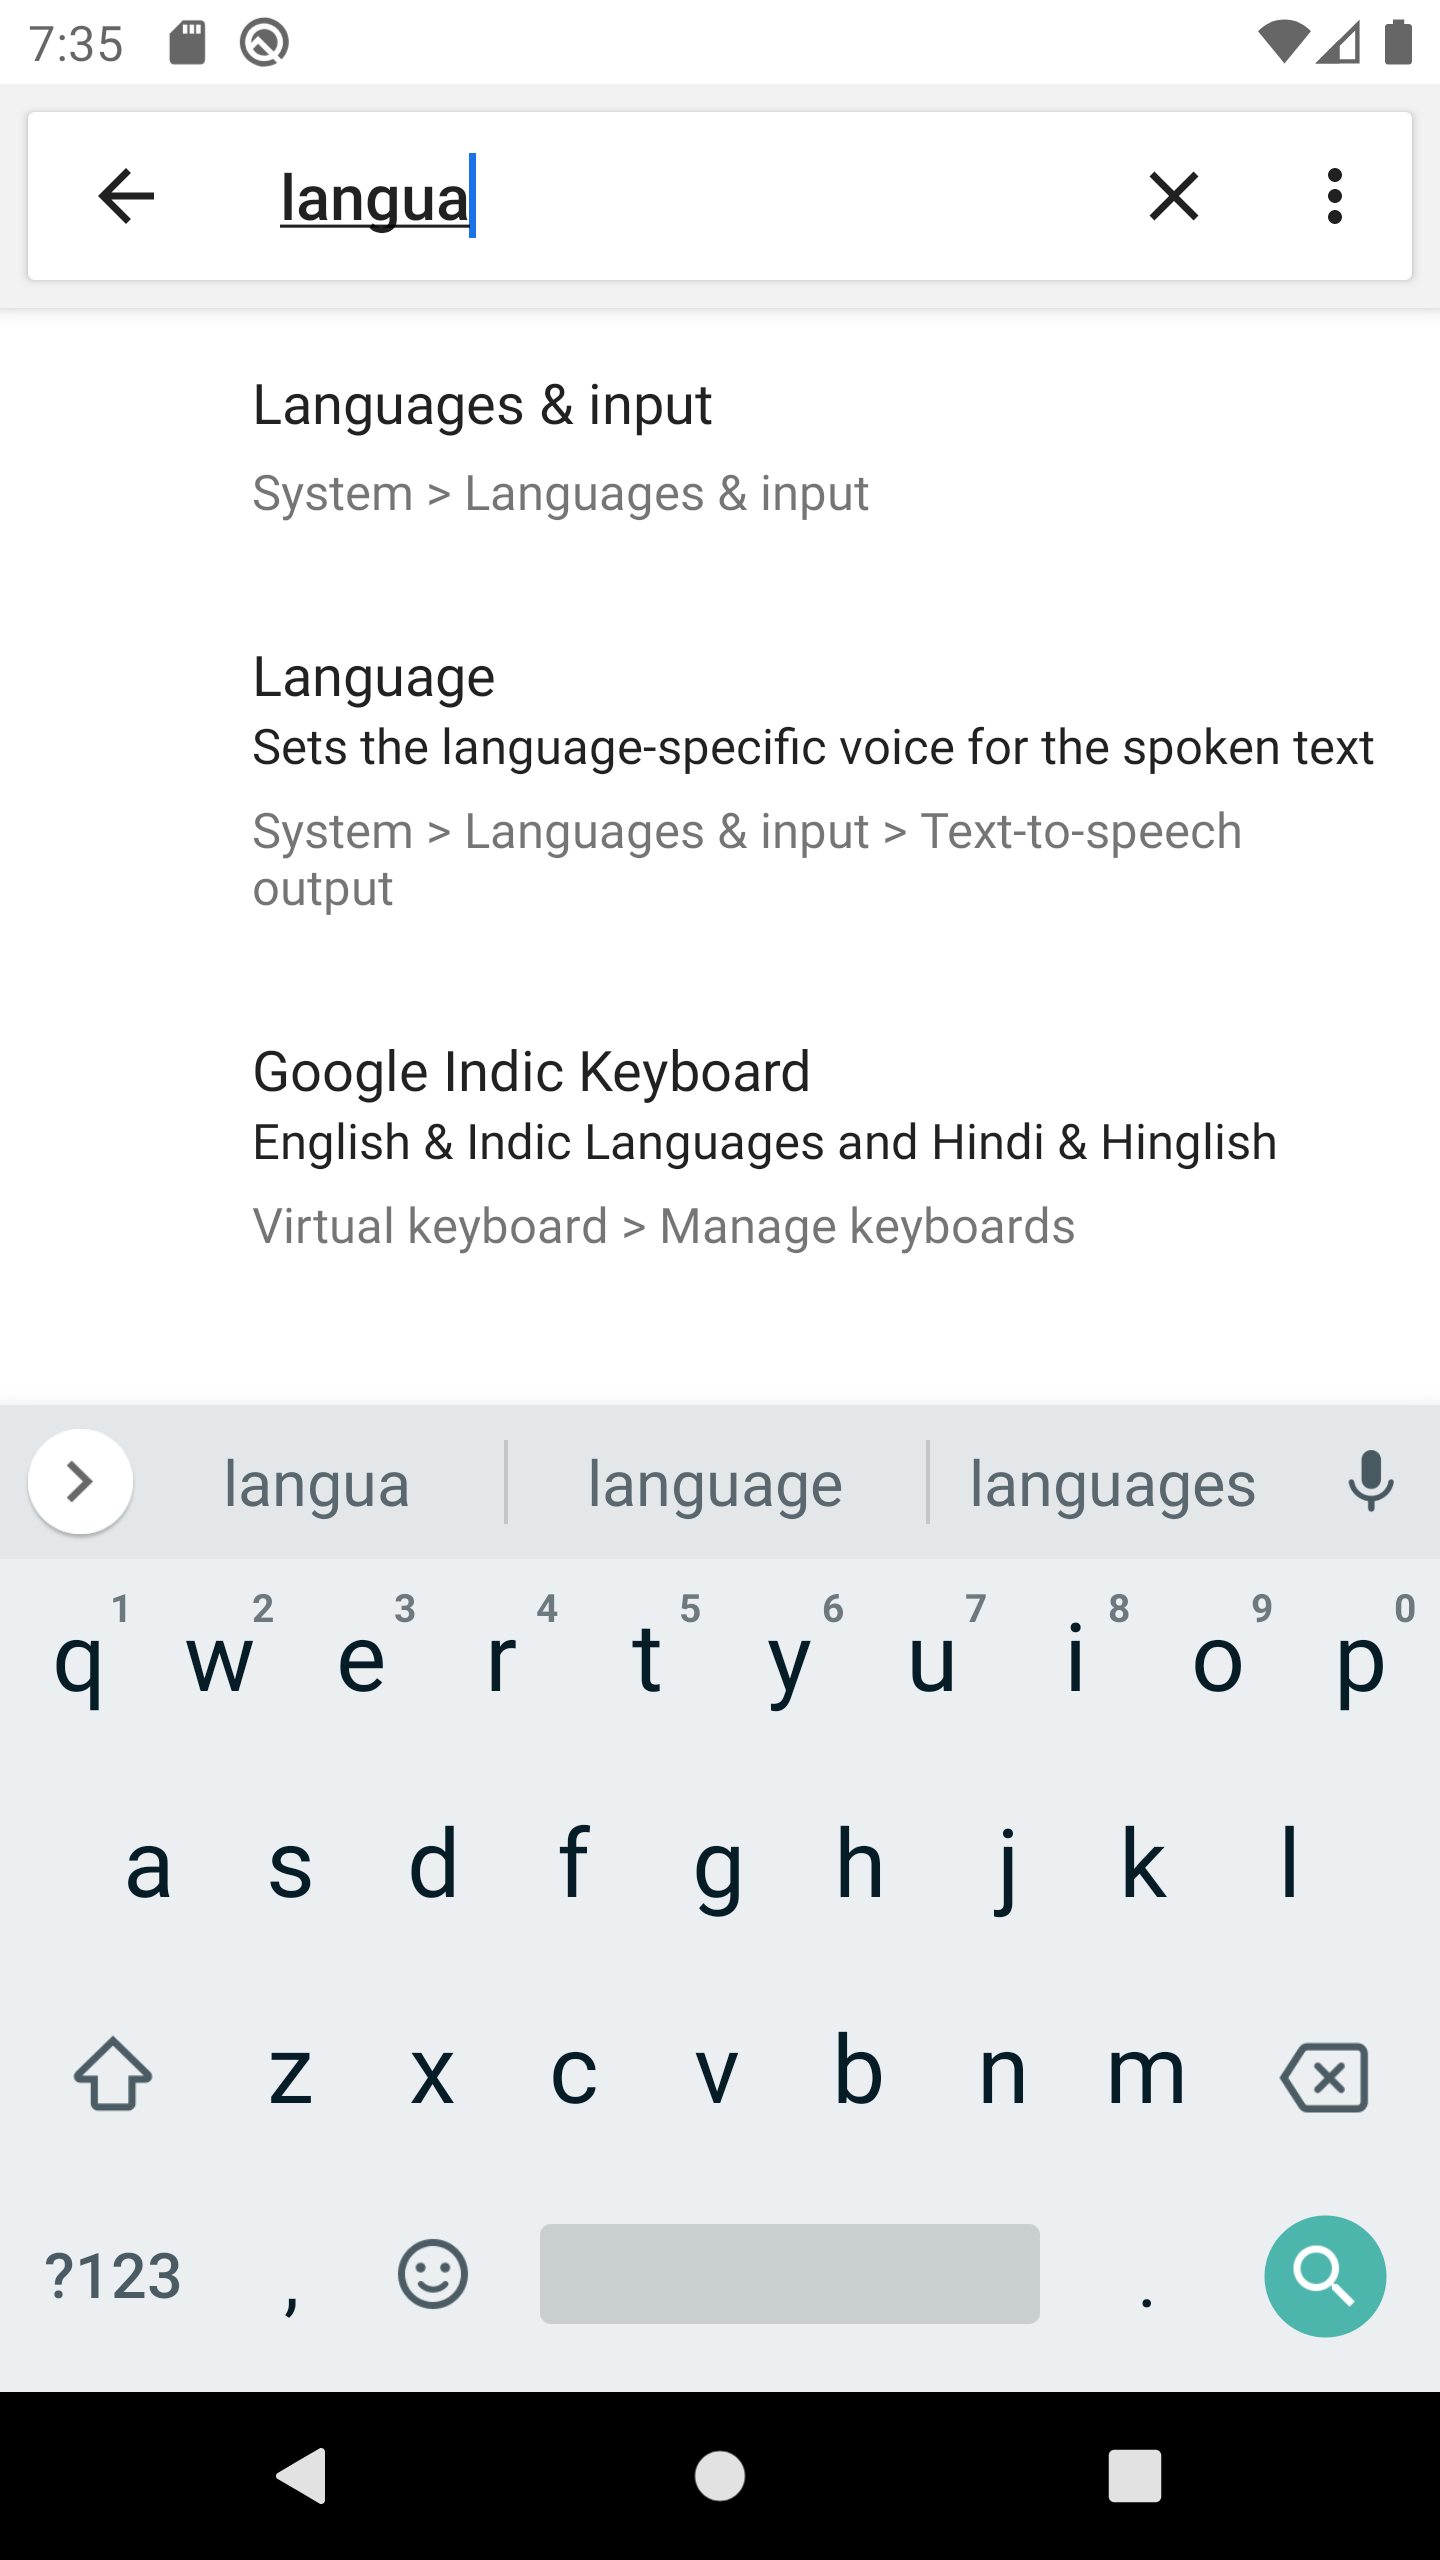 7:35
langua
Languages & input
System > Languages & input
Language
Sets the language-specific voice for the spoken text
System > Languages & input > Text-to-speech
output
Google Indic Keyboard
English & Indic Languages and Hindi & Hinglish
Virtual keyboard > Manage keyboards
langua language languages
1 2 3 4 5 6 7 8 9 0
q w e r t y u i o p
a s d f g h j k l
z x c v b n m
?123 , .